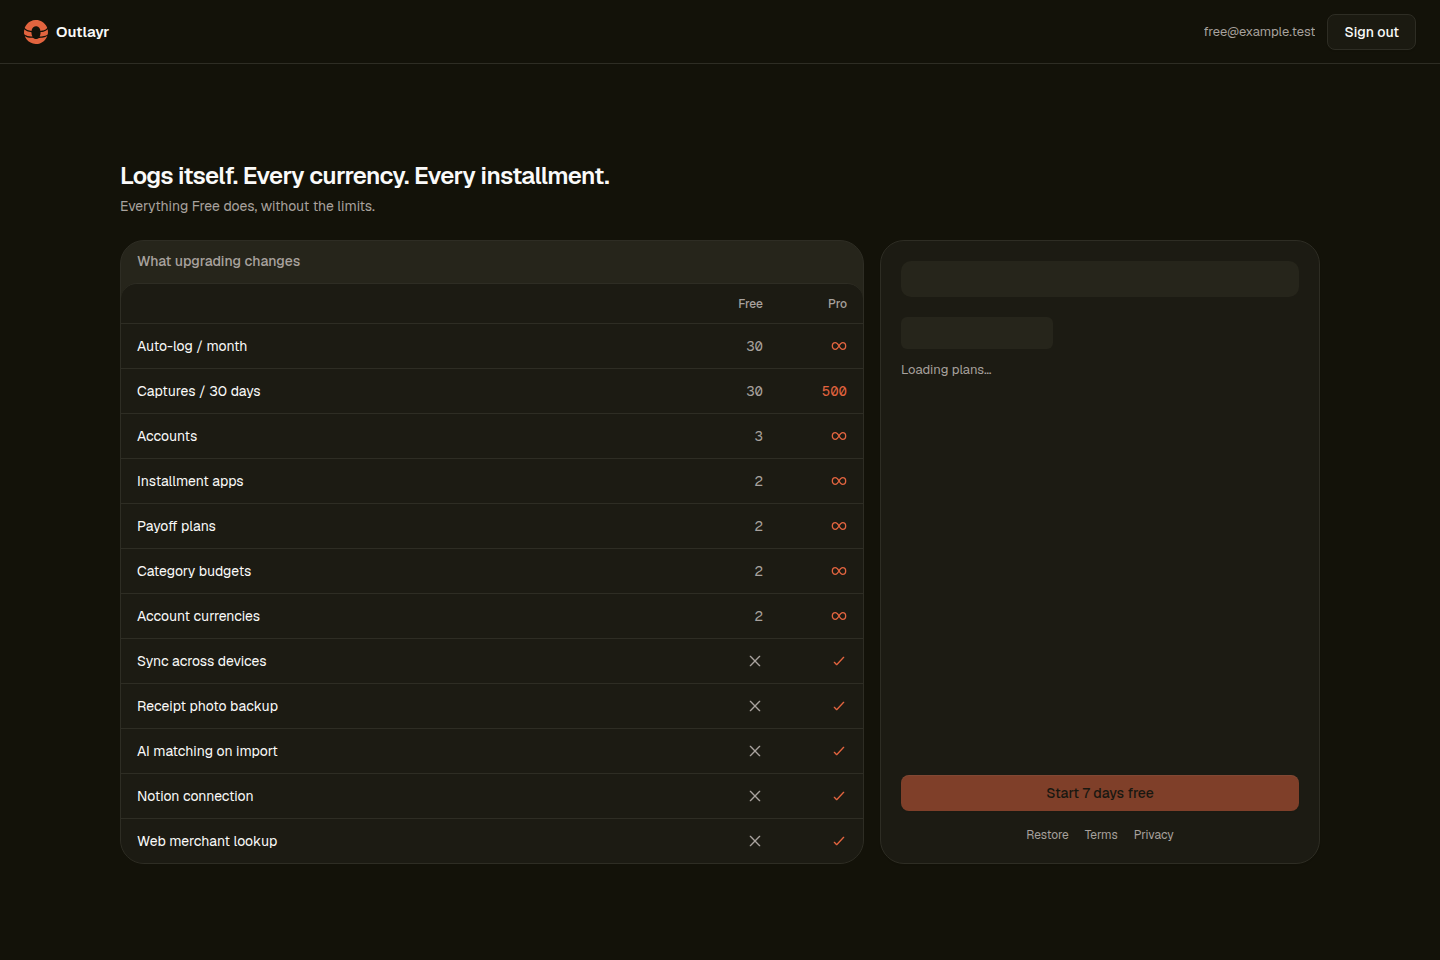 Outlayr
free@example.test
Sign out
Logs itself. Every currency. Every installment.
Everything Free does, without the limits.
What upgrading changes
Free Pro
Auto-log / month 30 ∞
Captures / 30 days 30 500
Accounts 3 ∞
Installment apps 2 ∞
Payoff plans 2 ∞
Category budgets 2 ∞
Account currencies 2 ∞
Sync across devices
Receipt photo backup
AI matching on import
Notion connection
Web merchant lookup
Loading plans…
Start 7 days free
Restore Terms Privacy